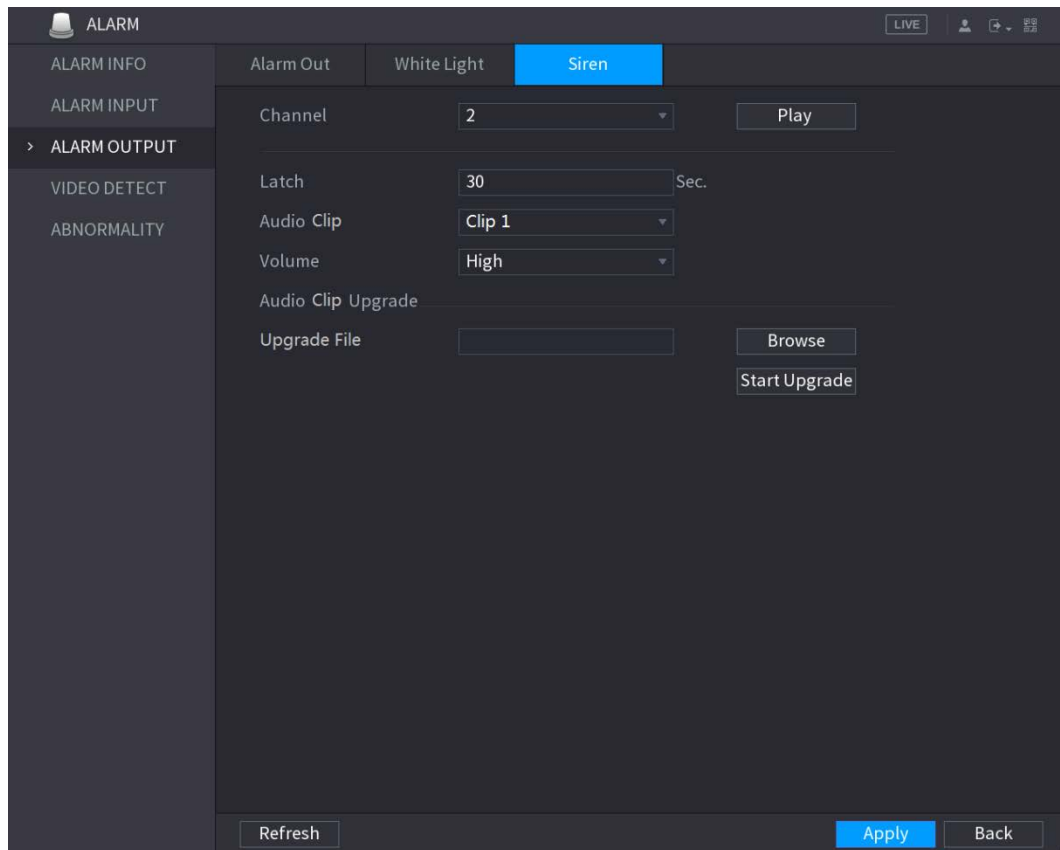 ALARM LIVE
ALARM INFO
ALARM INPUT
> ALARM OUTPUT
VIDEO DETECT
ABNORMALITY
Alarm Out White Light Siren
Channel 2 Play
Latch 30 Sec.
Audio Clip Clip 1
Volume High
Audio Clip Upgrade
Upgrade File Browse
Start Upgrade
Refresh Apply Back